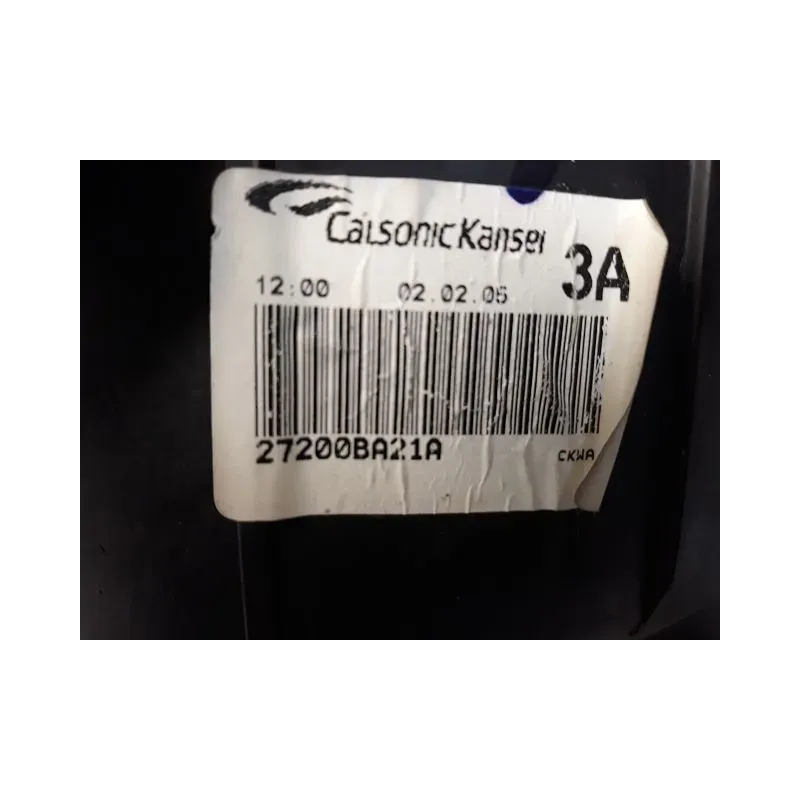 CalsonicKansei
3A
12:00 02.02.05
27200BA21A
CKWA